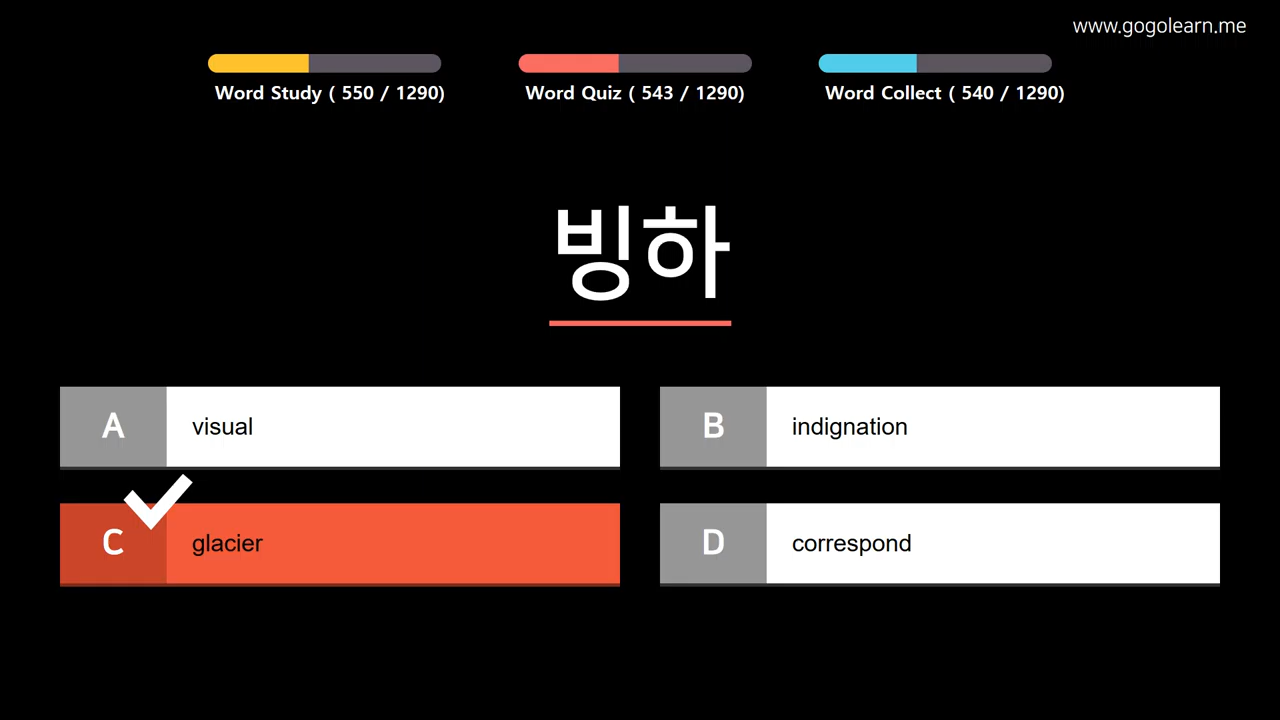 www.gogolearn.me
Word Study ( 550 / 1290)
Word Quiz ( 543 / 1290)
Word Collect ( 540 / 1290)
빙하
A visual
B indignation
C glacier
D correspond